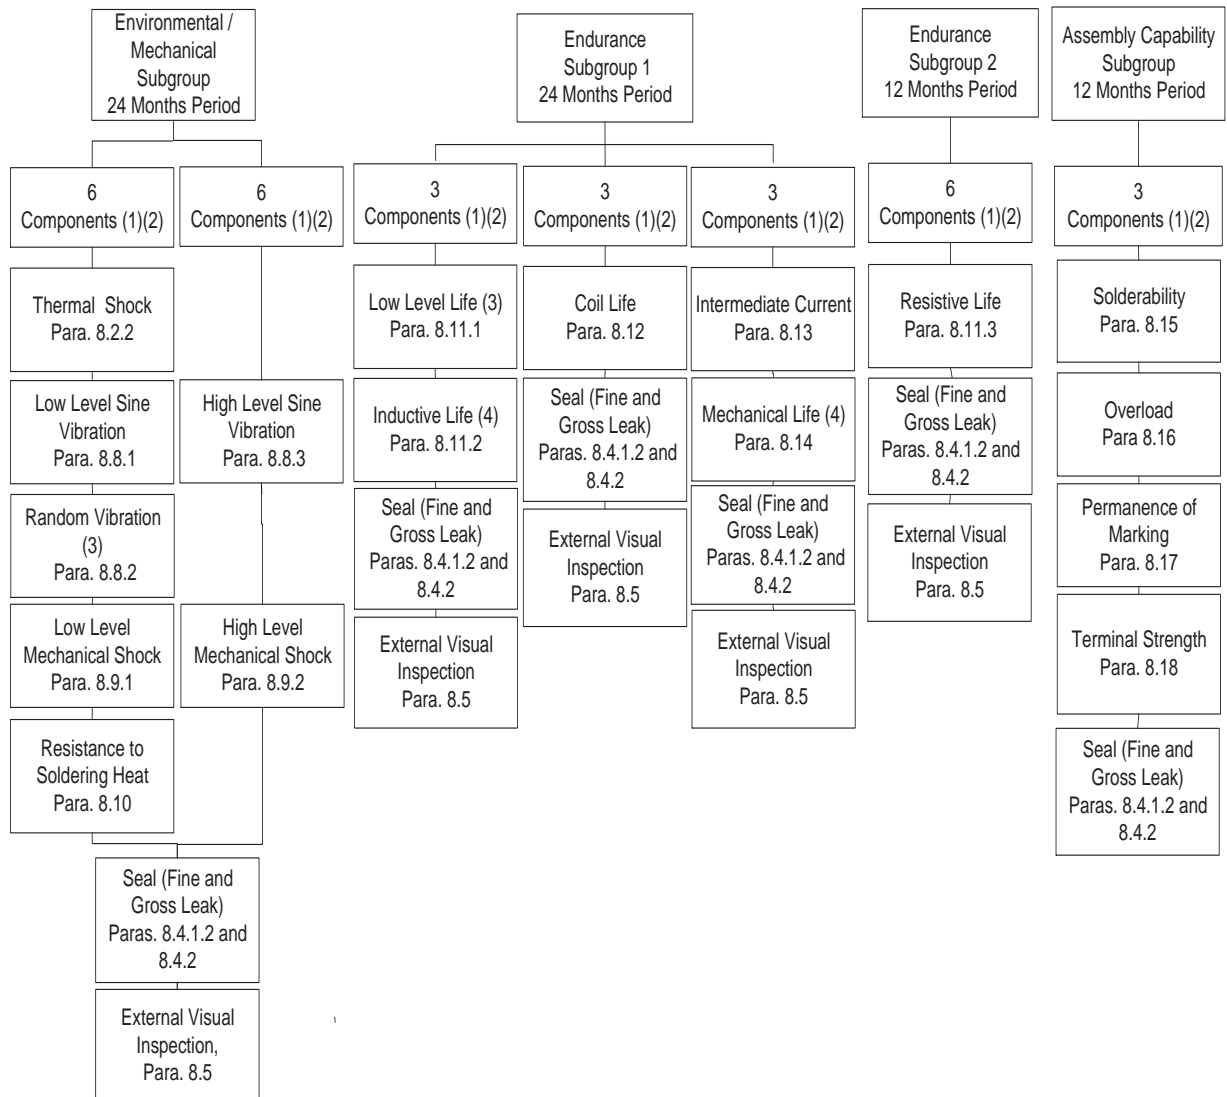 Environmental /
Mechanical
Subgroup
24 Months Period
Endurance
Subgroup 1
24 Months Period
Endurance
Subgroup 2
12 Months Period
Assembly Capability
Subgroup
12 Months Period
6
Components (1)(2)
6
Components (1)(2)
3
Components (1)(2)
3
Components (1)(2)
3
Components (1)(2)
6
Components (1)(2)
3
Components (1)(2)
Thermal Shock
Para. 8.2.2
Low Level Life (3)
Para. 8.11.1
Coil Life
Para. 8.12
Intermediate Current
Para. 8.13
Resistive Life
Para. 8.11.3
Solderability
Para. 8.15
Low Level Sine
Vibration
Para. 8.8.1
High Level Sine
Vibration
Para. 8.8.3
Inductive Life (4)
Para. 8.11.2
Seal (Fine and
Gross Leak)
Paras. 8.4.1.2 and
8.4.2
Mechanical Life (4)
Para. 8.14
Seal (Fine and
Gross Leak)
Paras. 8.4.1.2 and
8.4.2
Overload
Para 8.16
Random Vibration
(3)
Para. 8.8.2
Seal (Fine and
Gross Leak)
Paras. 8.4.1.2 and
8.4.2
External Visual
Inspection
Para. 8.5
Seal (Fine and
Gross Leak)
Paras. 8.4.1.2 and
8.4.2
External Visual
Inspection
Para. 8.5
Permanence of
Marking
Para. 8.17
Low Level
Mechanical Shock
Para. 8.9.1
High Level
Mechanical Shock
Para. 8.9.2
External Visual
Inspection
Para. 8.5
External Visual
Inspection
Para. 8.5
Terminal Strength
Para. 8.18
Resistance to
Soldering Heat
Para. 8.10
Seal (Fine and
Gross Leak)
Paras. 8.4.1.2 and
8.4.2
Seal (Fine and
Gross Leak)
Paras. 8.4.1.2 and
8.4.2
External Visual
Inspection,
Para. 8.5